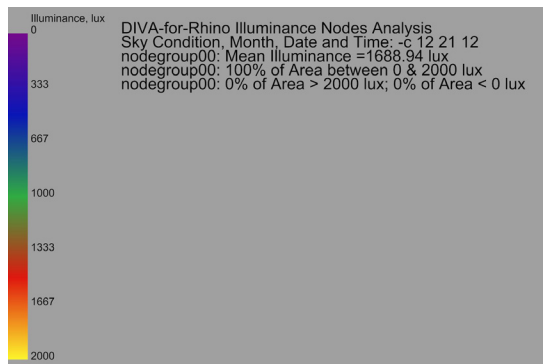 Illuminance, lux
0
333
667
1000
1333
1667
2000
DIVA-for-Rhino Illuminance Nodes Analysis
Sky Condition, Month, Date and Time: -c 12 21 12
nodegroup00: Mean Illuminance =1688.94 lux
nodegroup00: 100% of Area between 0 & 2000 lux
nodegroup00: 0% of Area > 2000 lux; 0% of Area < 0 lux